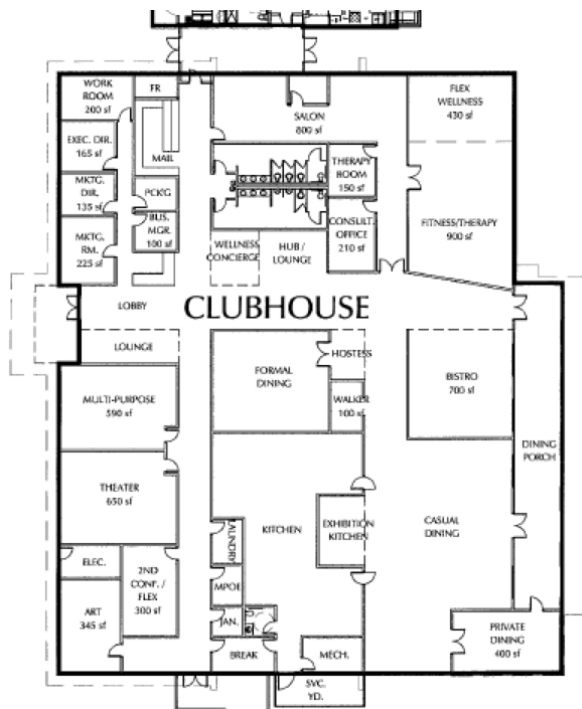 WORK
ROOM
200 sf
FR
SALON
800 sf
FLEX
WELLNESS
430 sf
EXEC. DIR.
165 sf
MAIL
MKTG.
DIR.
135 sf
PCK'G
THERAPY
ROOM
150 sf
BUS.
MGR.
100 sf
MKTG.
RM.
225 sf
WELLNESS
CONCIERGE
HUB /
LOUNGE
CONSULT.
OFFICE
210 sf
FITNESS/THERAPY
900 sf
LOBBY
CLUBHOUSE
LOUNGE
FORMAL
DINING
HOSTESS
WALKER
100 sf
BISTRO
700 sf
MULTI-PURPOSE
590 sf
DINING
PORCH
THEATER
650 sf
KITCHEN
EXHIBITION
KITCHEN
CASUAL
DINING
LAUNDRY
ELEC.
2ND
CONF. /
FLEX
300 sf
MPOE
ART
345 sf
JAN.
BREAK
MECH.
PRIVATE
DINING
400 sf
SVC.
YD.